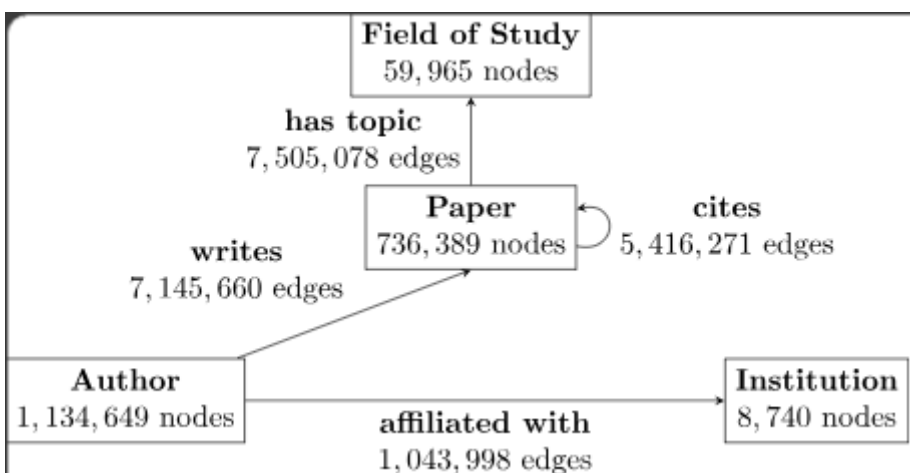 Field of Study
59, 965 nodes
has topic
7, 505, 078 edges
Paper
736, 389 nodes
cites
5, 416, 271 edges
writes
7, 145, 660 edges
Author
1, 134, 649 nodes
Institution
8, 740 nodes
affiliated with
1, 043, 998 edges